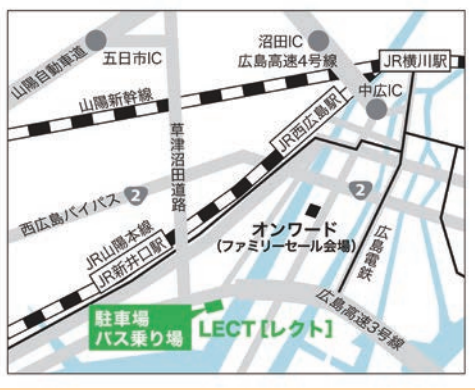 沼田IC
広島高速4号線
JR横川駅
五日市IC
山陽自動車道
中広IC
山陽新幹線
JR西広島駅
草津沼田道路
2
2
西広島バイパス
オンワード
(ファミリーセール会場)
広島電鉄
JR山陽本線
JR新井口駅
広島高速3号線
駐車場
バス乗り場
LECT[レクト]